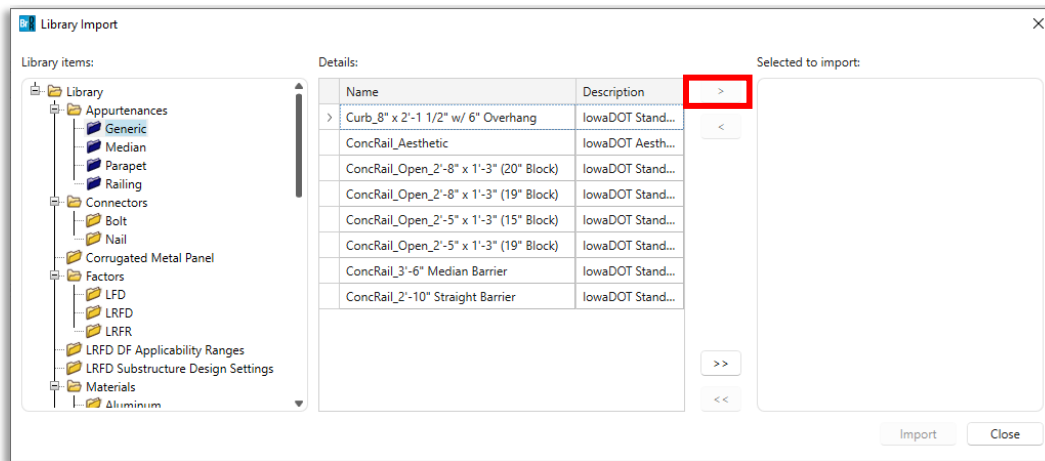 Br Library Import
Library items:
Library
Appurtenances
Generic
Median
Parapet
Railing
Connectors
Bolt
Nail
Corrugated Metal Panel
Factors
LFD
LRFD
LRFR
LRFD DF Applicability Ranges
LRFD Substructure Design Settings
Materials
Aluminum
Details:
Name Description
> Curb_8" x 2'-1 1/2" w/ 6" Overhang IowaDOT Stand...
ConcRail_Aesthetic IowaDOT Aesth...
ConcRail_Open_2'-8" x 1'-3" (20" Block) IowaDOT Stand...
ConcRail_Open_2'-8" x 1'-3" (19" Block) IowaDOT Stand...
ConcRail_Open_2'-5" x 1'-3" (15" Block) IowaDOT Stand...
ConcRail_Open_2'-5" x 1'-3" (19" Block) IowaDOT Stand...
ConcRail_3'-6" Median Barrier IowaDOT Stand...
ConcRail_2'-10" Straight Barrier IowaDOT Stand...
>
<
>>
<<
Selected to import:
Import Close